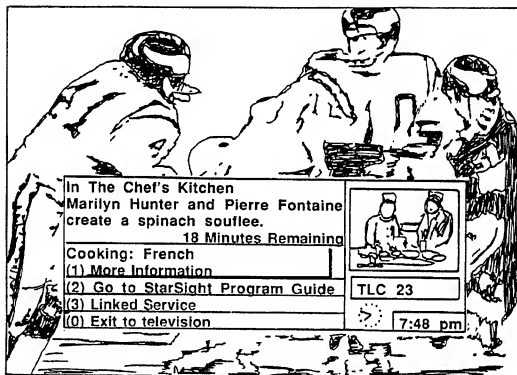 In The Chef's Kitchen
Marilyn Hunter and Pierre Fontaine
create a spinach souflee.
18 Minutes Remaining
Cooking: French
(1) More Information
(2) Go to StarSight Program Guide
(3) Linked Service
(0) Exit to television
TLC 23
7:48 pm